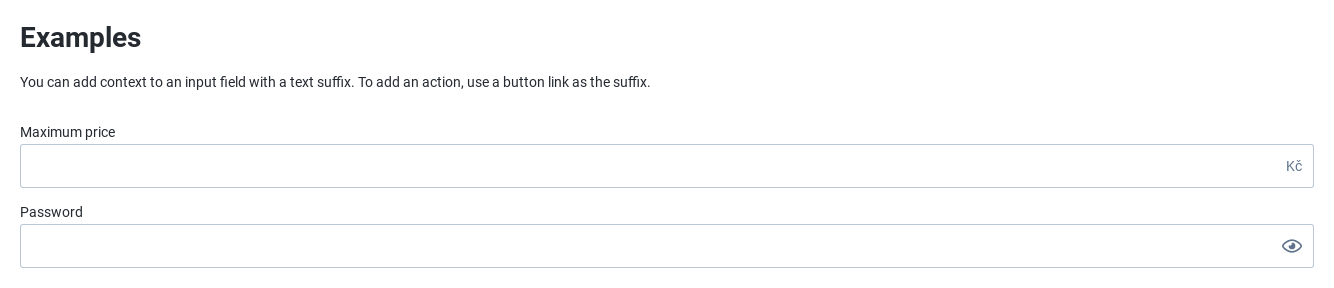 Examples
You can add context to an input field with a text suffix. To add an action, use a button link as the suffix.
Maximum price
Kč
Password